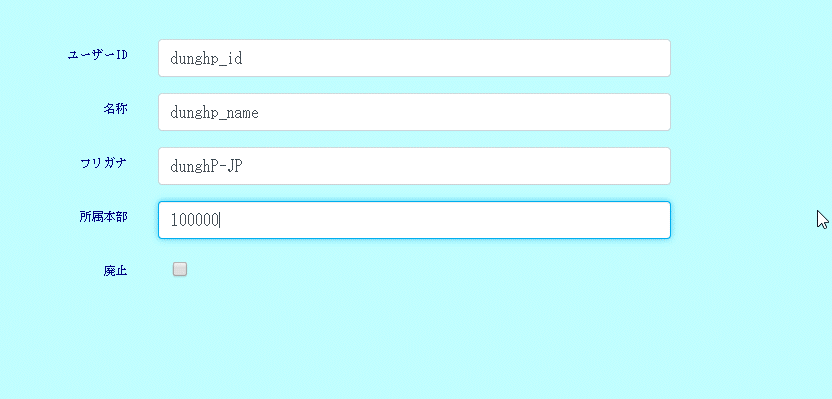 ユーザーID dunghp_id
名称 dunghp_name
フリガナ dunghP-JP
所属本部 100000
廃止